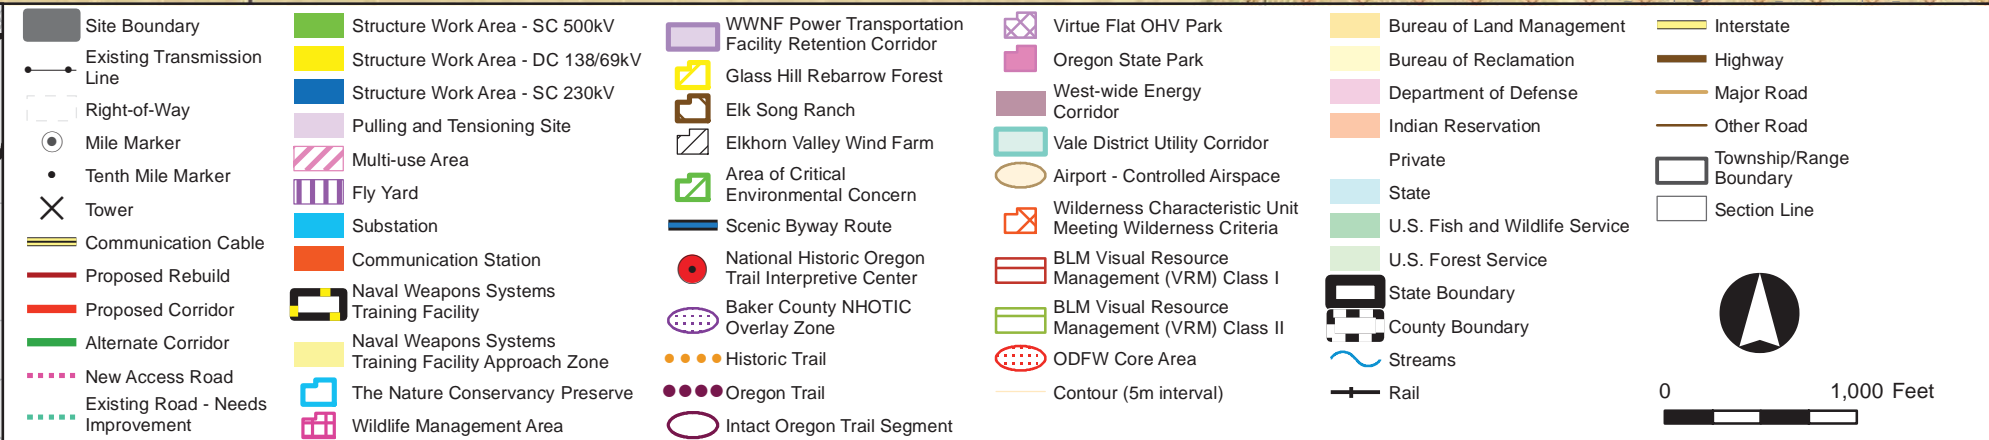 Site Boundary
Existing Transmission
Line
Right-of-Way
Mile Marker
Tenth Mile Marker
Tower
Communication Cable
Proposed Rebuild
Proposed Corridor
Alternate Corridor
New Access Road
Existing Road - Needs
Improvement
Structure Work Area - SC 500kV
Structure Work Area - DC 138/69kV
Structure Work Area - SC 230kV
Pulling and Tensioning Site
Multi-use Area
Fly Yard
Substation
Communication Station
Naval Weapons Systems
Training Facility
Naval Weapons Systems
Training Facility Approach Zone
The Nature Conservancy Preserve
Wildlife Management Area
WWNF Power Transportation
Facility Retention Corridor
Glass Hill Rebarrow Forest
Elk Song Ranch
Elkhorn Valley Wind Farm
Area of Critical
Environmental Concern
Scenic Byway Route
National Historic Oregon
Trail Interpretive Center
Baker County NHOTIC
Overlay Zone
Historic Trail
Oregon Trail
Intact Oregon Trail Segment
Virtue Flat OHV Park
Oregon State Park
West-wide Energy
Corridor
Vale District Utility Corridor
Airport - Controlled Airspace
Wilderness Characteristic Unit
Meeting Wilderness Criteria
BLM Visual Resource
Management (VRM) Class I
BLM Visual Resource
Management (VRM) Class II
ODFW Core Area
Contour (5m interval)
Bureau of Land Management
Bureau of Reclamation
Department of Defense
Indian Reservation
Private
State
U.S. Fish and Wildlife Service
U.S. Forest Service
State Boundary
County Boundary
Streams
Rail
Interstate
Highway
Major Road
Other Road
Township/Range
Boundary
Section Line
0 1,000 Feet